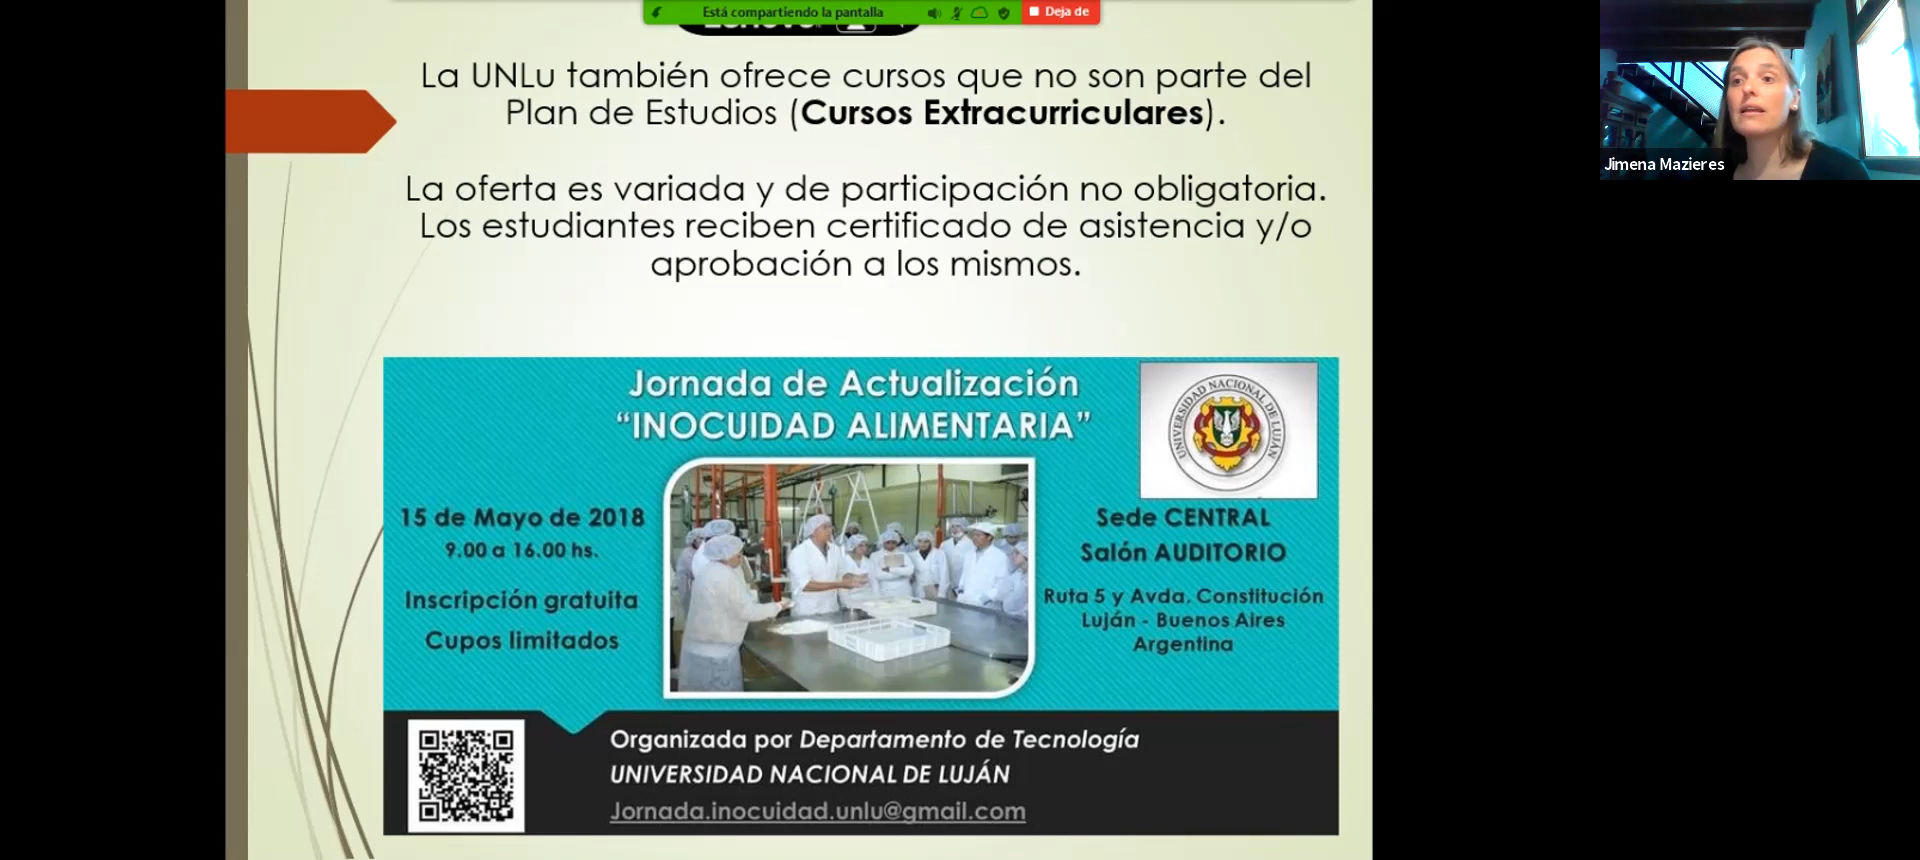 Está compartiendo la pantalla
Deja de
La UNLu también ofrece cursos que no son parte del
Plan de Estudios (Cursos Extracurriculares).
La oferta es variada y de participación no obligatoria.
Los estudiantes reciben certificado de asistencia y/o
aprobación a los mismos.
Jimena Mazieres
Jornada de Actualización
“INOCUIDAD ALIMENTARIA”
UNIVERSIDAD NACIONAL DE LUJÁN
15 de Mayo de 2018
9.00 a 16.00 hs.
Inscripción gratuita
Cupos limitados
Sede CENTRAL
Salón AUDITORIO
Ruta 5 y Avda. Constitución
Luján - Buenos Aires
Argentina
Organizada por Departamento de Tecnología
UNIVERSIDAD NACIONAL DE LUJÁN
Jornada.inocuidad.unlu@gmail.com